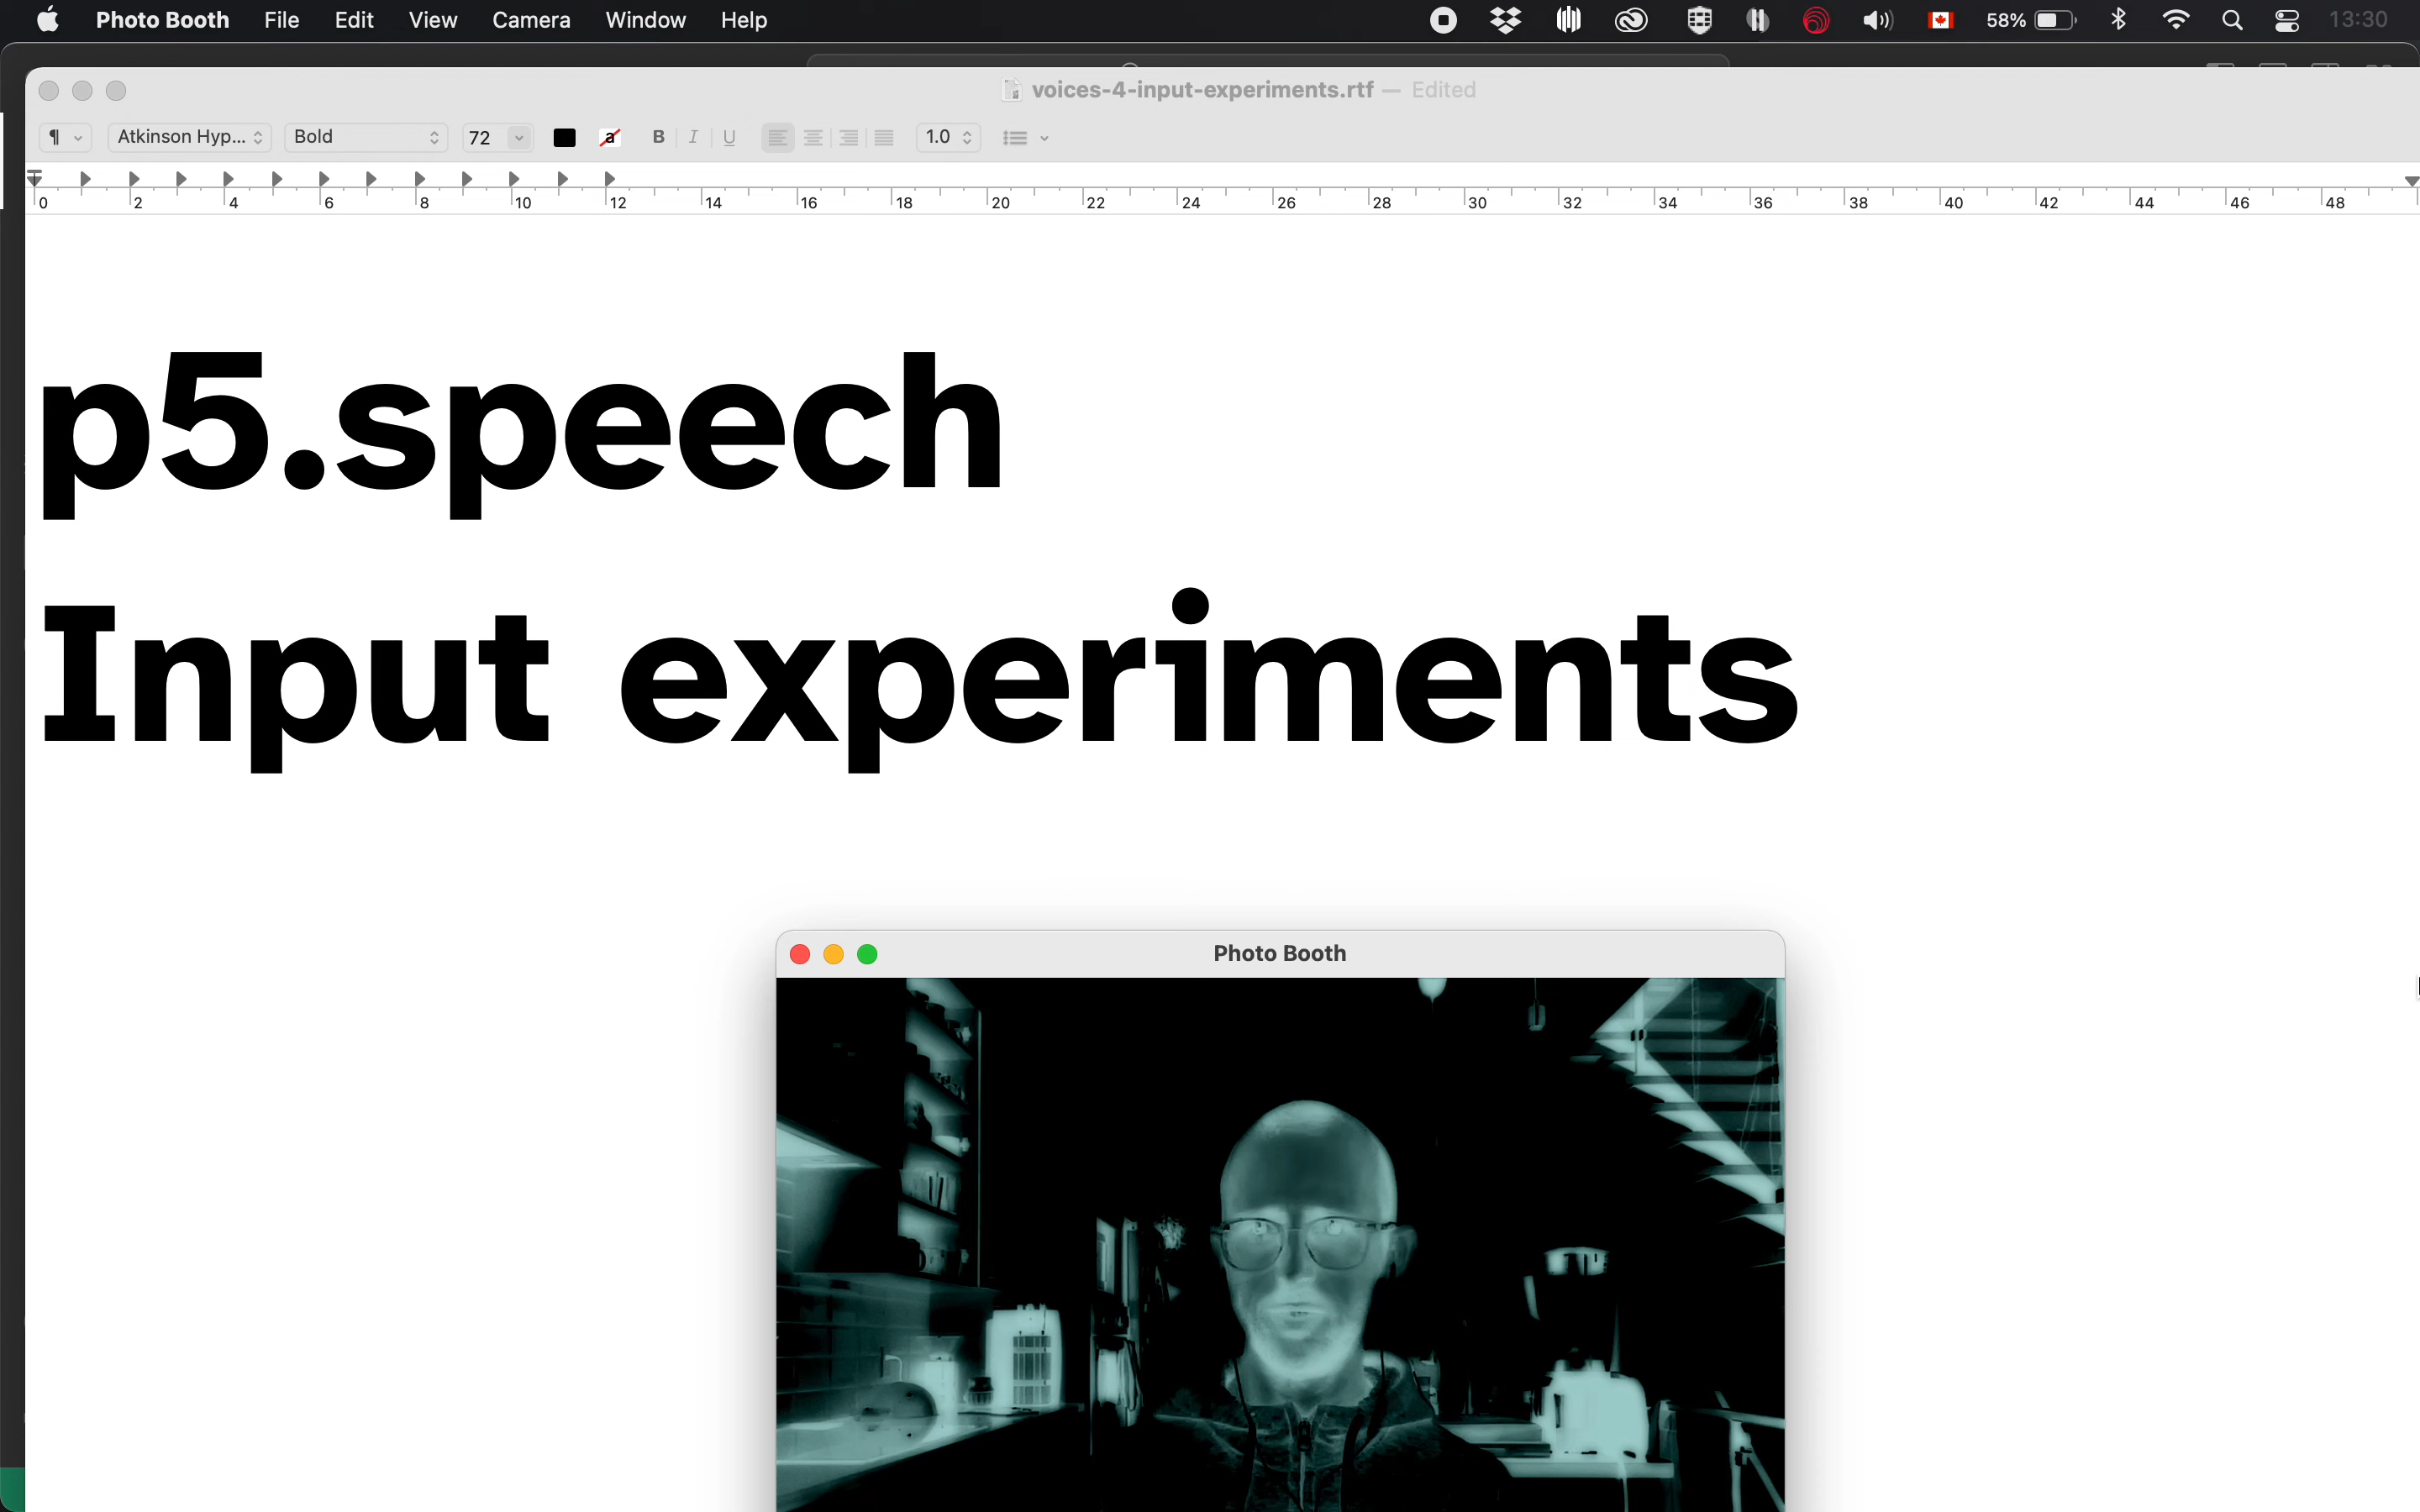 Photo Booth File Edit View Camera Window Help 58% 13:30
voices-4-input-experiments.rtf — Edited
¶ Atkinson Hyp... Bold 72 a B I U 1.0
0 2 4 6 8 10 12 14 16 18 20 22 24 26 28 30 32 34 36 38 40 42 44 46 48
p5.speech
Input experiments
Photo Booth